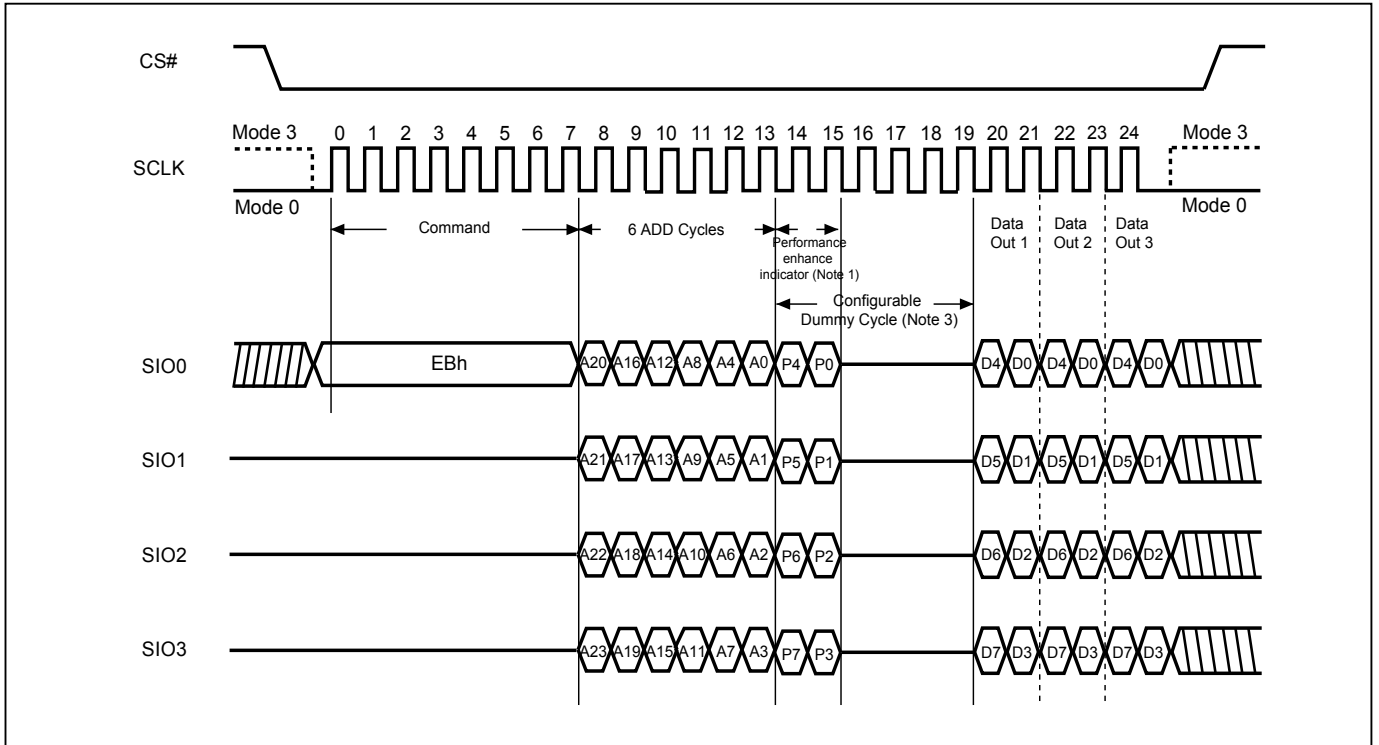 CS#
Mode 3 0 1 2 3 4 5 6 7 8 9 10 11 12 13 14 15 16 17 18 19 20 21 22 23 24 Mode 3
SCLK
Mode 0 Mode 0
Command 6 ADD Cycles
Performance
enhance
indicator (Note 1)
Data
Out 1
Data
Out 2
Data
Out 3
Configurable
Dummy Cycle (Note 3)
SIO0 EBh A20 A16 A12 A8 A4 A0 P4 P0 D4 D0 D4 D0 D4 D0
SIO1 A21 A17 A13 A9 A5 A1 P5 P1 D5 D1 D5 D1 D5 D1
SIO2 A22 A18 A14 A10 A6 A2 P6 P2 D6 D2 D6 D2 D6 D2
SIO3 A23 A19 A15 A11 A7 A3 P7 P3 D7 D3 D7 D3 D7 D3